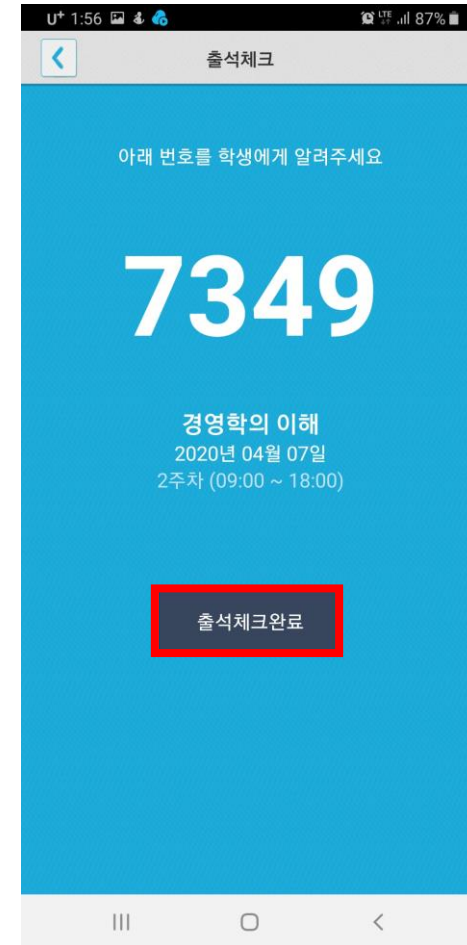 U+ 1:56 LTE 87%
출석체크
아래 번호를 학생에게 알려주세요
7349
경영학의 이해
2020년 04월 07일
2주차 (09:00 ~ 18:00)
출석체크완료